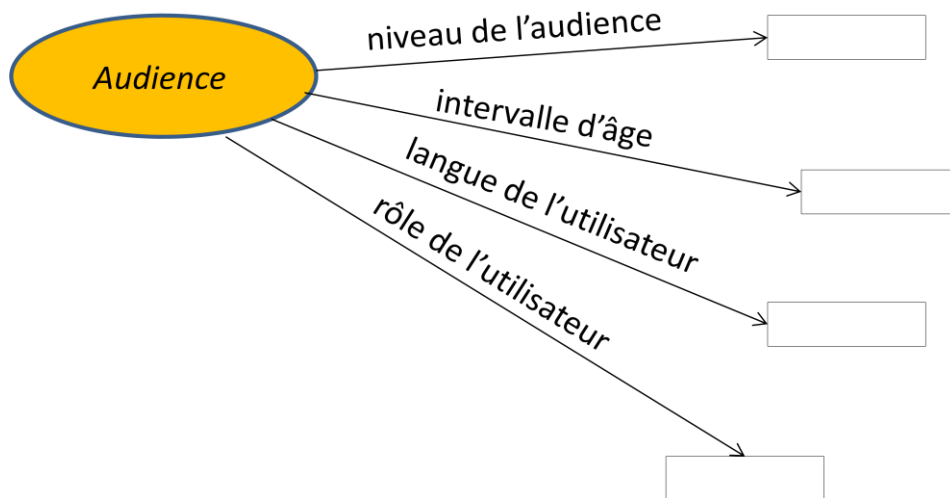 Audience
niveau de l’audience
intervalle d’âge
langue de l’utilisateur
rôle de l’utilisateur